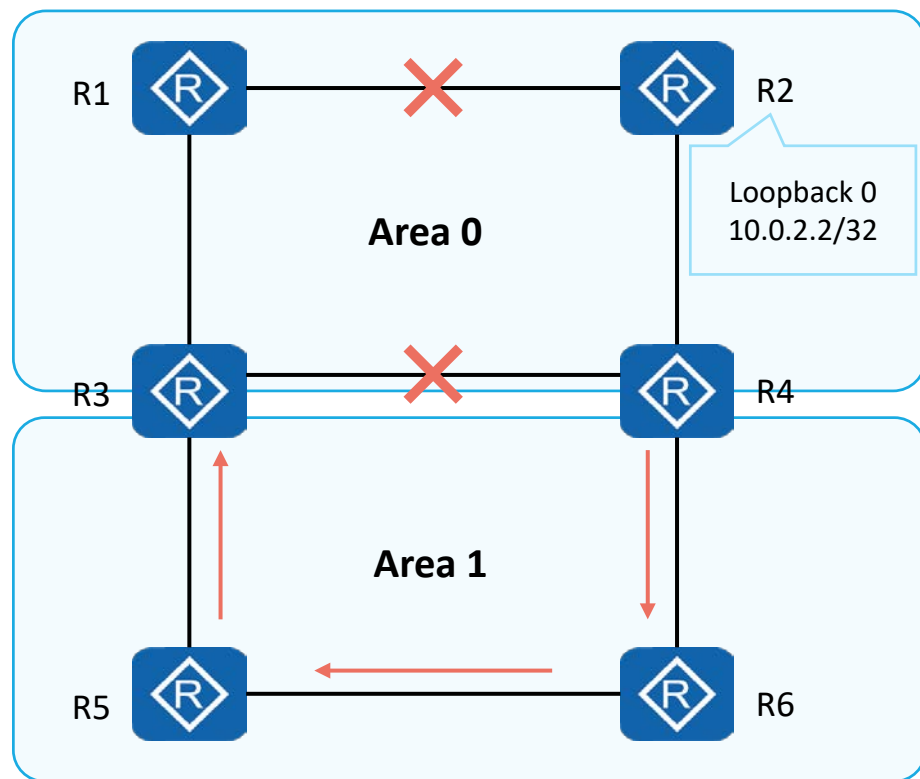 R
R1
R
R2
Loopback 0
10.0.2.2/32
Area 0
R
R3
R
R4
Area 1
R
R5
R
R6